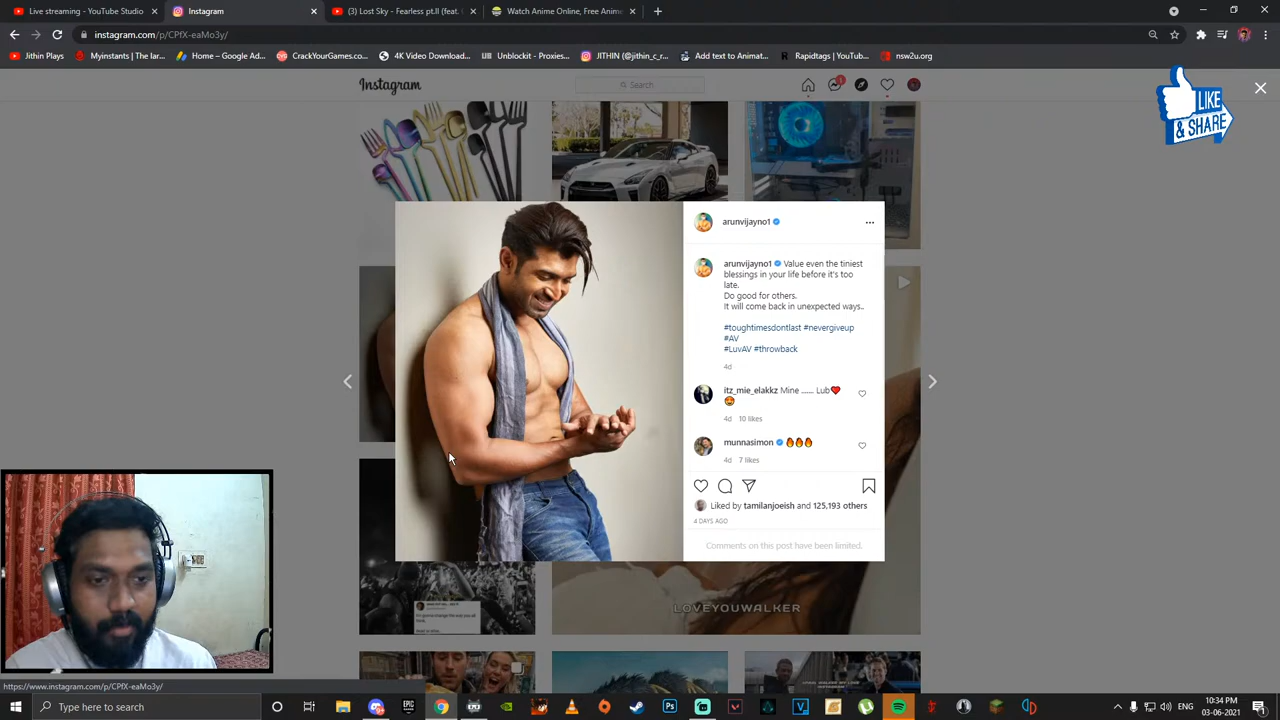 Live streaming - YouTube Studio
Instagram
(3) Lost Sky - Fearless pt.II (feat.
Watch Anime Online, Free Anim
instagram.com/p/CPfX-eaMo3y/
Jithin Plays
Myinstants | The lar...
Home – Google Ad...
CrackYourGames.co...
4K Video Download...
Unblockit - Proxies...
JITHIN (@jithin_c_r...
Add text to Anima...
Rapidtags | YouTub...
nsw2u.org
Instagram
Search
1
LIKE
& SHARE
arunvijayno1
arunvijayno1 Value even the tiniest
blessings in your life before it's too
late.
Do good for others.
It will come back in unexpected ways..
#toughtimesdontlast #nevergiveup
#AV
#LuvAV #throwback
4d
itz_mie_elakkz Mine ....... Lub
4d 10 likes
munnasimon
4d 7 likes
Liked by tamilanjoeish and 125,193 others
4 DAYS AGO
Comments on this post have been limited.
LOVEYOUWALKER
https://www.instagram.com/p/CPfX-eaMo3y/
Type here to search
ENG
10:34 PM
03-06-2021